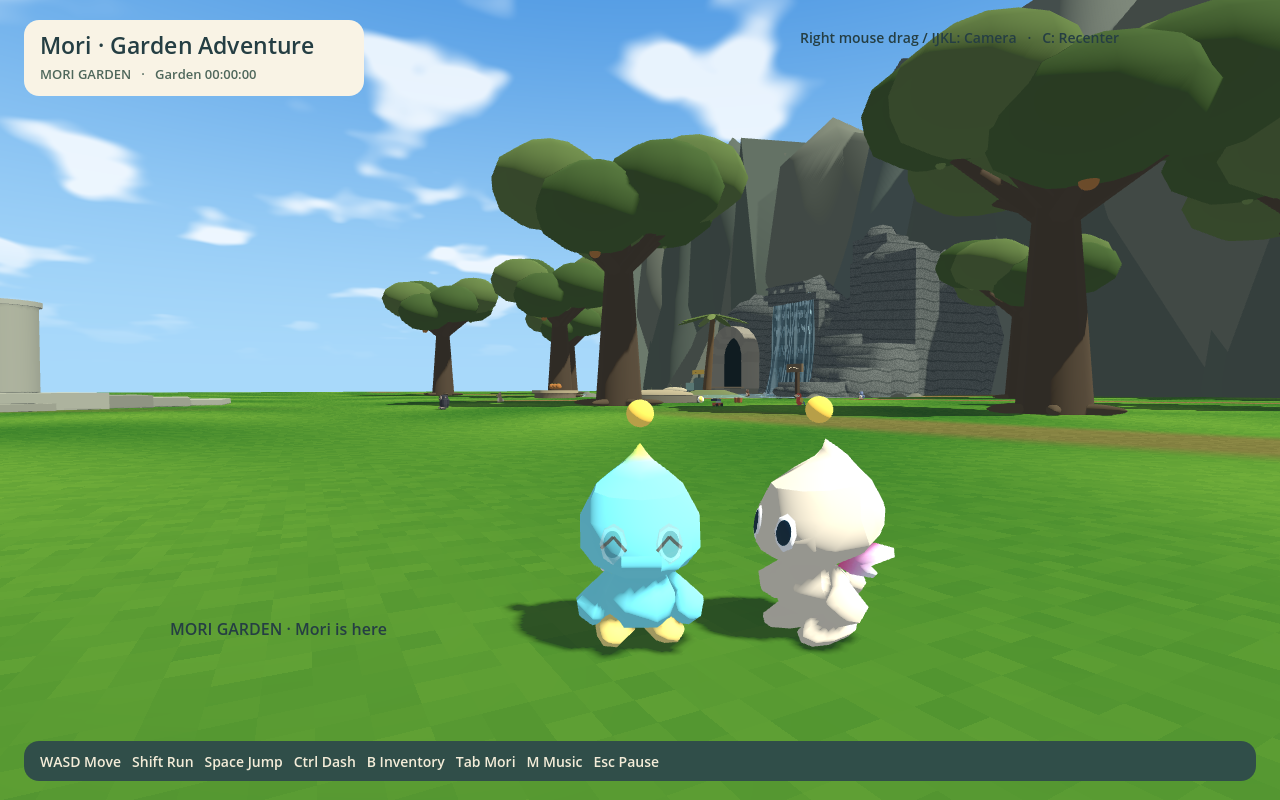 Mori · Garden Adventure
MORI GARDEN · Garden 00:00:00
Right mouse drag / IJKL: Camera · C: Recenter
MORI GARDEN · Mori is here
WASD Move Shift Run Space Jump Ctrl Dash B Inventory Tab Mori M Music Esc Pause